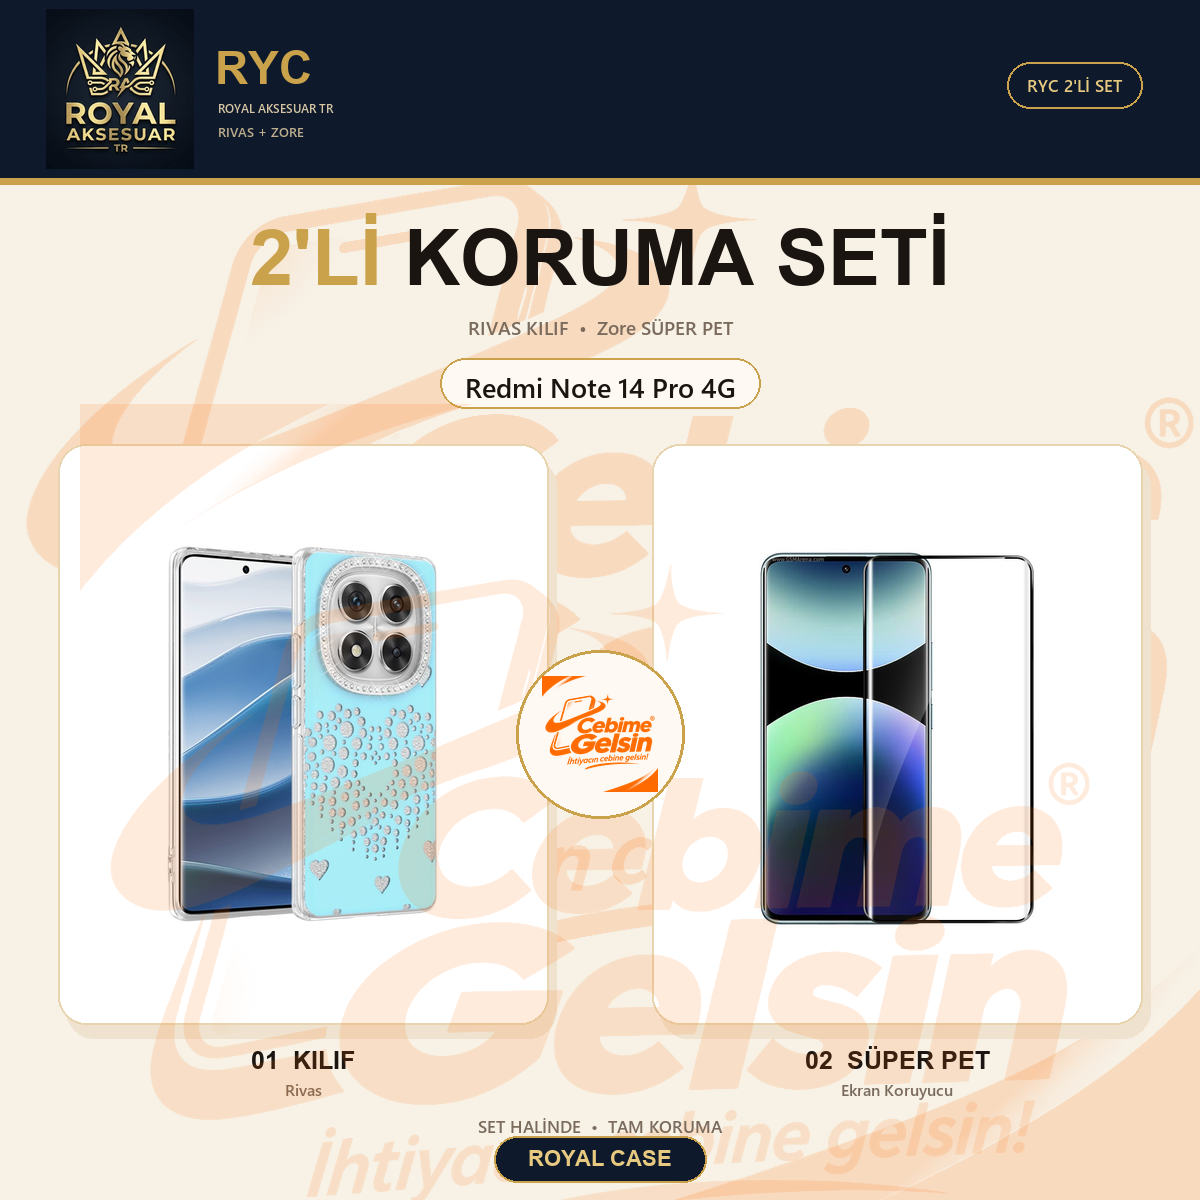 ROYAL
AKSESUAR
TR
RYC
ROYAL AKSESUAR TR
RIVAS + ZORE
RYC 2'Lİ SET
2'Lİ KORUMA SETİ
RIVAS KILIF • Zore SÜPER PET
Redmi Note 14 Pro 4G
Cebime®
Gelsin
İhtiyacın cebine gelsin!
Cebime®
Gelsin
01 KILIF
Rivas
02 SÜPER PET
Ekran Koruyucu
SET HALİNDE • TAM KORUMA
ROYAL CASE